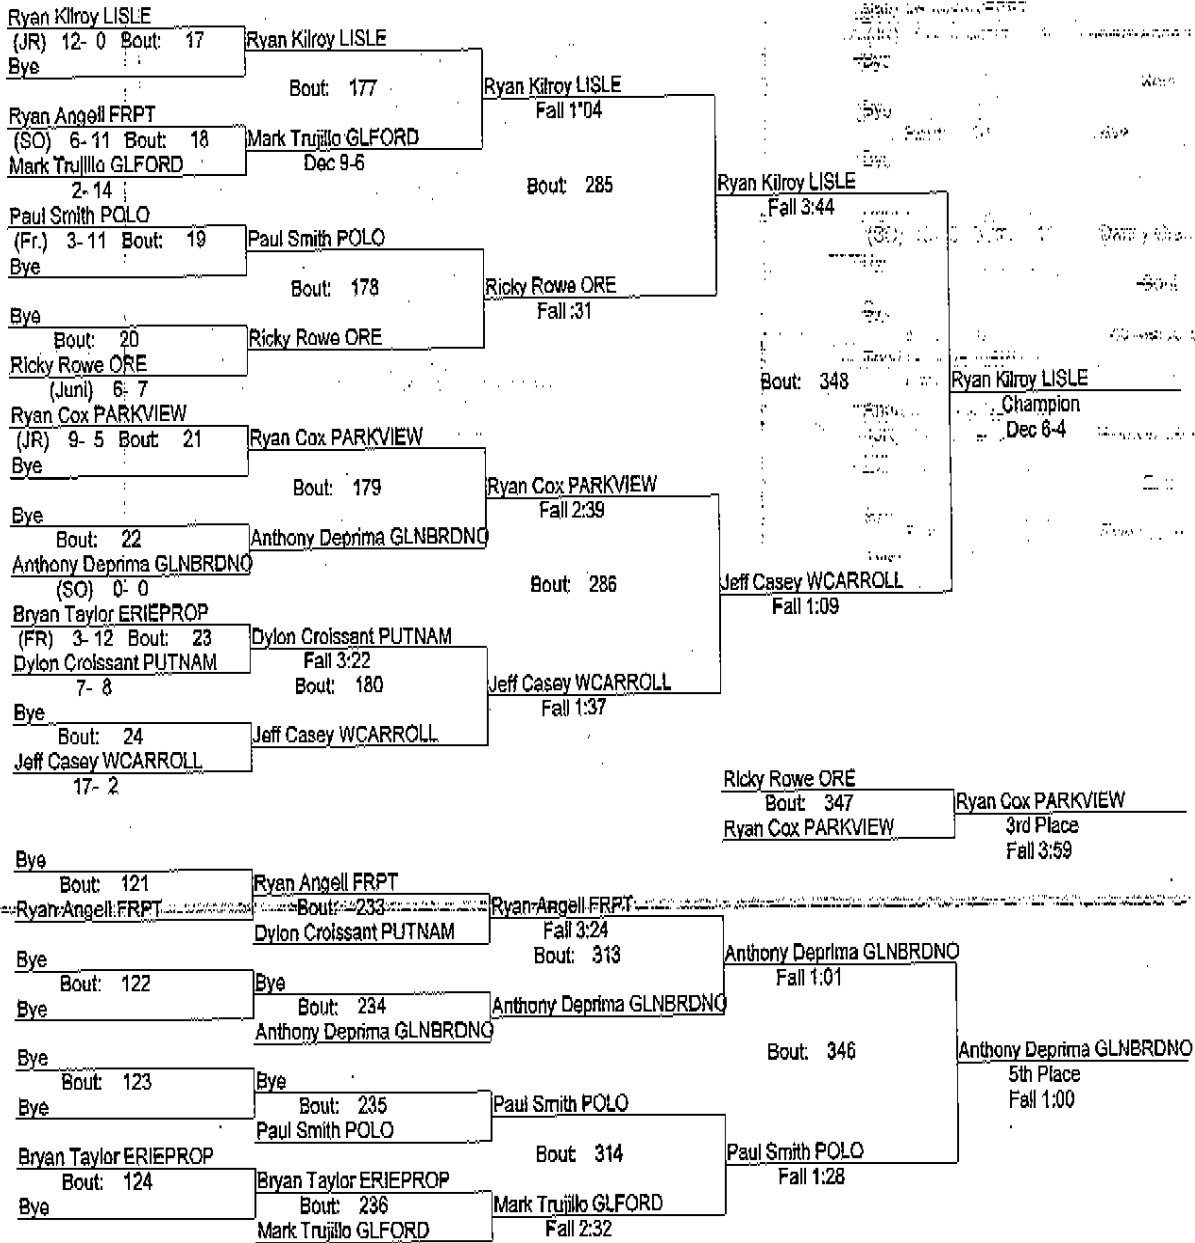 Ryan Kilroy LISLE
(JR) 12- 0 Bout: 17
Bye
Ryan Kilroy LISLE
Bout: 177
Ryan Angell FRPT
(SO) 6- 11 Bout: 18
Mark Trujillo GLFORD
2- 14
Mark Trujillo GLFORD
Dec 9-6
Ryan Kilroy LISLE
Fall 1"04
Bout: 285
Paul Smith POLO
(Fr.) 3- 11 Bout: 19
Bye
Paul Smith POLO
Bout: 178
Bye
Bout: 20
Ricky Rowe ORE
(Juni) 6- 7
Ricky Rowe ORE
Ricky Rowe ORE
Fall :31
Ryan Kilroy LISLE
Fall 3:44
Bout: 348
Ryan Kilroy LISLE
Champion
Dec 6-4
Ryan Cox PARKVIEW
(JR) 9- 5 Bout: 21
Bye
Ryan Cox PARKVIEW
Bout: 179
Bye
Bout: 22
Anthony Deprima GLNBRDNO
(SO) 0- 0
Anthony Deprima GLNBRDNO
Ryan Cox PARKVIEW
Fall 2:39
Bout: 286
Bryan Taylor ERIEPROP
(FR) 3- 12 Bout: 23
Dylon Croissant PUTNAM
7- 8
Dylon Croissant PUTNAM
Fall 3:22
Bout: 180
Bye
Bout: 24
Jeff Casey WCARROLL
17- 2
Jeff Casey WCARROLL
Jeff Casey WCARROLL
Fall 1:37
Jeff Casey WCARROLL
Fall 1:09
Ricky Rowe ORE
Bout: 347
Ryan Cox PARKVIEW
Ryan Cox PARKVIEW
3rd Place
Fall 3:59
Bye
Bout: 121
Ryan Angell FRPT
Ryan Angell FRPT
Bout: 233
Dylon Croissant PUTNAM
Ryan Angell FRPT
Fall 3:24
Bout: 313
Bye
Bout: 122
Bye
Bye
Bout: 234
Anthony Deprima GLNBRDNO
Anthony Deprima GLNBRDNO
Anthony Deprima GLNBRDNO
Fall 1:01
Bout: 346
Anthony Deprima GLNBRDNO
5th Place
Fall 1:00
Bye
Bout: 123
Bye
Bye
Bout: 235
Paul Smith POLO
Paul Smith POLO
Bout: 314
Bryan Taylor ERIEPROP
Bout: 124
Bye
Bryan Taylor ERIEPROP
Bout: 236
Mark Trujillo GLFORD
Mark Trujillo GLFORD
Fall 2:32
Paul Smith POLO
Fall 1:28